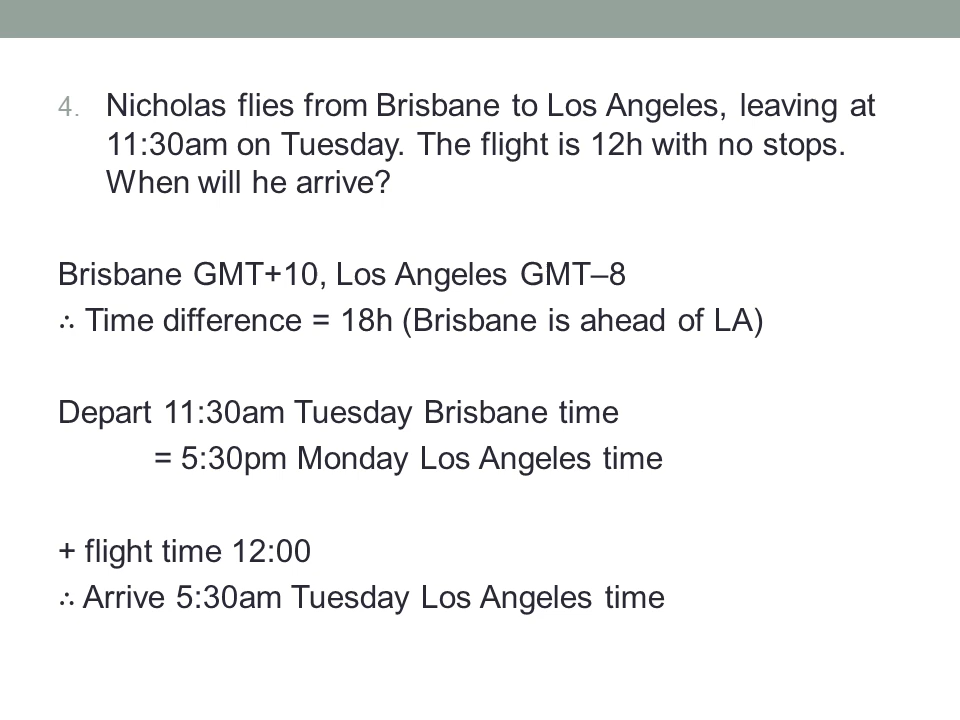 4. Nicholas flies from Brisbane to Los Angeles, leaving at
11:30am on Tuesday. The flight is 12h with no stops.
When will he arrive?
Brisbane GMT+10, Los Angeles GMT–8
∴ Time difference = 18h (Brisbane is ahead of LA)
Depart 11:30am Tuesday Brisbane time
= 5:30pm Monday Los Angeles time
+ flight time 12:00
∴ Arrive 5:30am Tuesday Los Angeles time